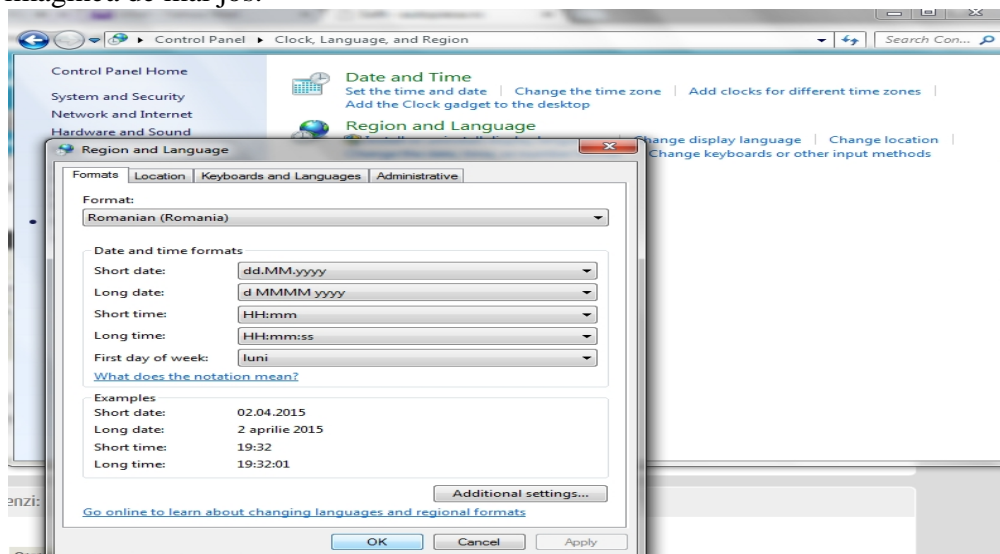 imaginea de mai jos:
Control Panel ▸ Clock, Language, and Region
Search Con...
Control Panel Home
System and Security
Network and Internet
Hardware and Sound
Date and Time
Set the time and date | Change the time zone | Add clocks for different time zones |
Add the Clock gadget to the desktop
Region and Language
Change display language | Change location |
Change keyboards or other input methods
Region and Language
Formats Location Keyboards and Languages Administrative
Format:
Romanian (Romania)
Date and time formats
Short date: dd.MM.yyyy
Long date: d MMMM yyyy
Short time: HH:mm
Long time: HH:mm:ss
First day of week: luni
What does the notation mean?
Examples
Short date: 02.04.2015
Long date: 2 aprilie 2015
Short time: 19:32
Long time: 19:32:01
Additional settings...
Go online to learn about changing languages and regional formats
OK Cancel Apply
enzi: